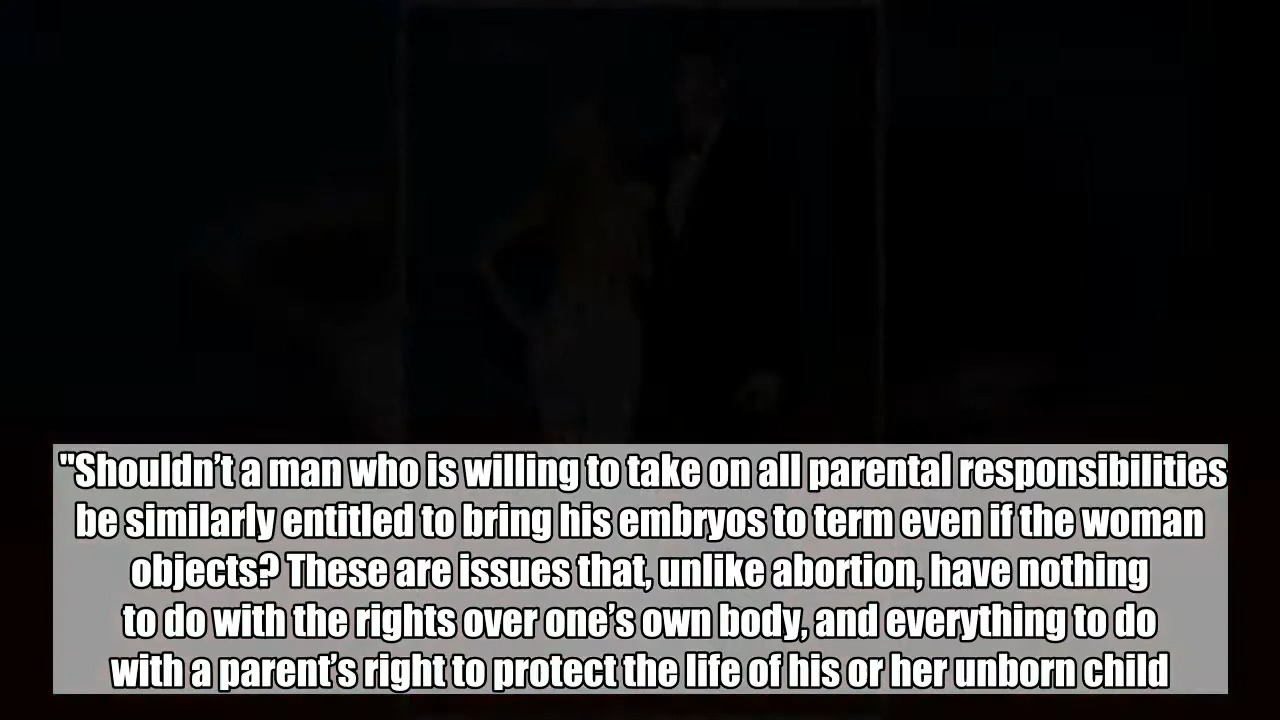 "Shouldn’t a man who is willing to take on all parental responsibilities
be similarly entitled to bring his embryos to term even if the woman
objects? These are issues that, unlike abortion, have nothing
to do with the rights over one’s own body, and everything to do
with a parent’s right to protect the life of his or her unborn child